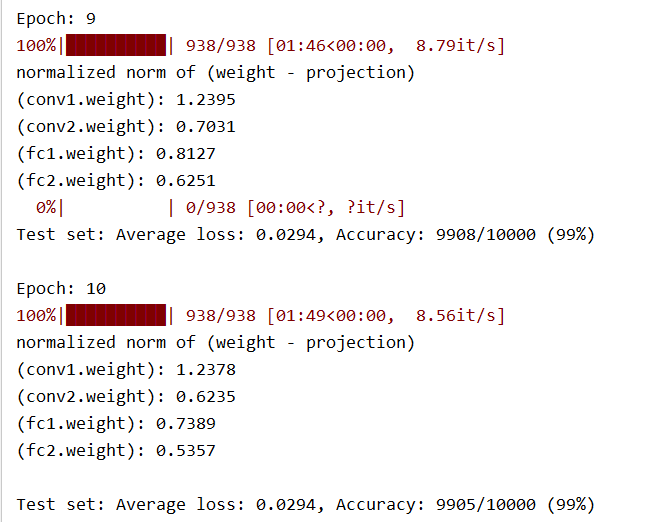 Epoch: 9
100%|██████████| 938/938 [01:46<00:00,  8.79it/s]
normalized norm of (weight - projection)
(conv1.weight): 1.2395
(conv2.weight): 0.7031
(fc1.weight): 0.8127
(fc2.weight): 0.6251
  0%|          | 0/938 [00:00<?, ?it/s]
Test set: Average loss: 0.0294, Accuracy: 9908/10000 (99%)

Epoch: 10
100%|██████████| 938/938 [01:49<00:00,  8.56it/s]
normalized norm of (weight - projection)
(conv1.weight): 1.2378
(conv2.weight): 0.6235
(fc1.weight): 0.7389
(fc2.weight): 0.5357

Test set: Average loss: 0.0294, Accuracy: 9905/10000 (99%)